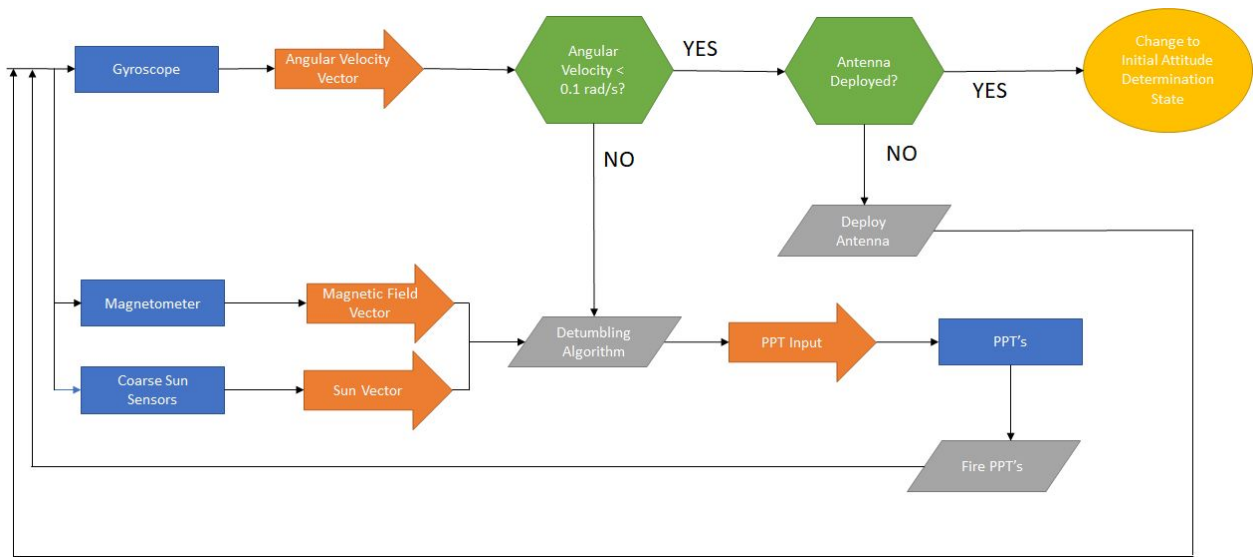 Gyroscope
Angular Velocity
Vector
Angular
Velocity <
0.1 rad/s?
YES
Antenna
Deployed?
YES
Change to
Initial Attitude
Determination
State
NO
NO
Deploy
Antenna
Magnetometer
Magnetic Field
Vector
Detumbling
Algorithm
PPT Input
PPT's
Coarse Sun
Sensors
Sun Vector
Fire PPT's